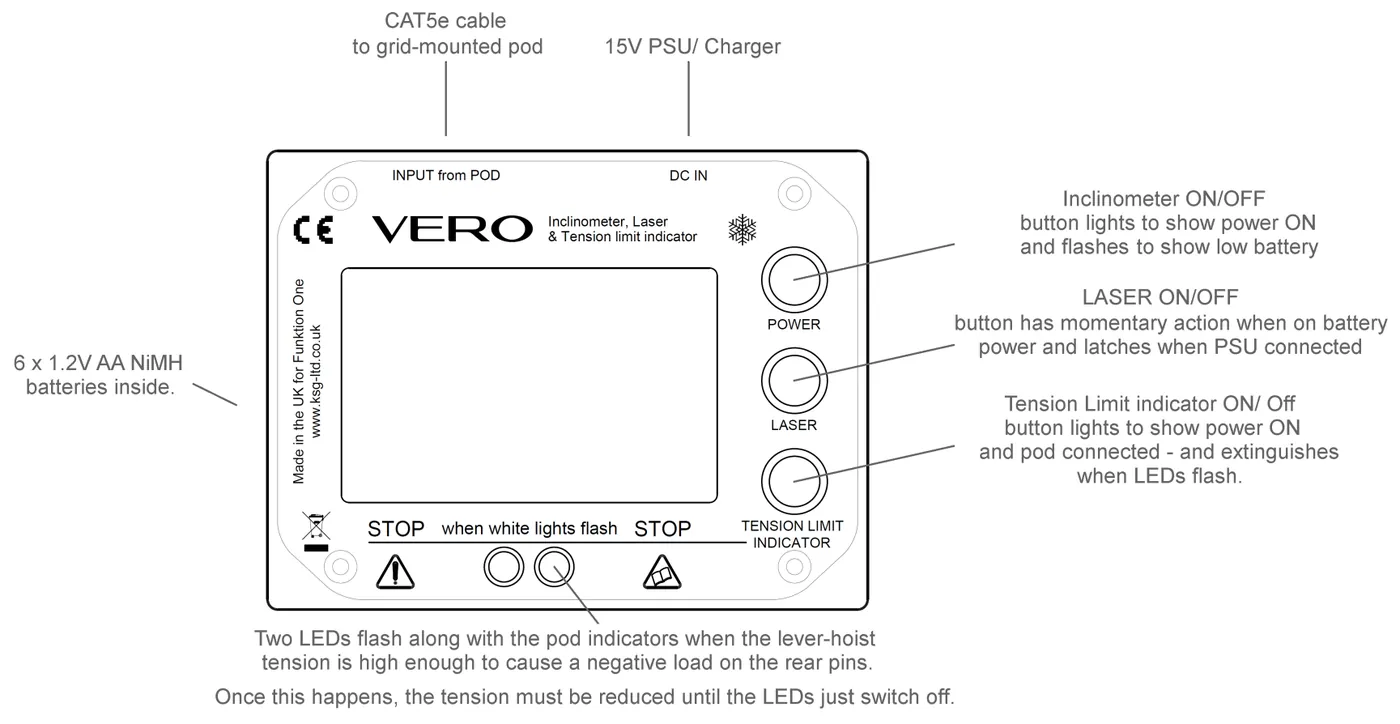 CAT5e cable
to grid-mounted pod
15V PSU/ Charger
INPUT from POD
DC IN
CE
VERO
Inclinometer, Laser
& Tension limit indicator
Inclinometer ON/OFF
button lights to show power ON
and flashes to show low battery
POWER
LASER ON/OFF
button has momentary action when on battery
power and latches when PSU connected
LASER
Tension Limit indicator ON/ Off
button lights to show power ON
and pod connected - and extinguishes
when LEDs flash.
TENSION LIMIT
INDICATOR
6 x 1.2V AA NiMH
batteries inside.
Made in the UK for Funktion One
www.ksg-ltd.co.uk
STOP when white lights flash STOP
Two LEDs flash along with the pod indicators when the lever-hoist
tension is high enough to cause a negative load on the rear pins.
Once this happens, the tension must be reduced until the LEDs just switch off.